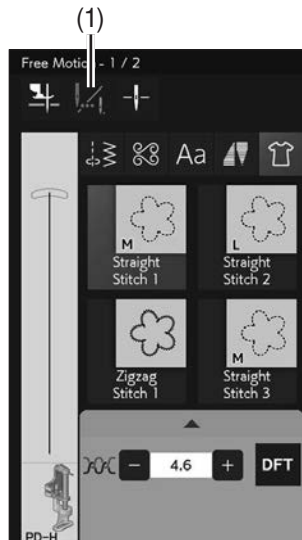 (1)
Free Motion - 1 / 2
Aa
M
Straight
Stitch 1
L
Straight
Stitch 2
Zigzag
Stitch 1
M
Straight
Stitch 3
4.6
DFT
PD-H